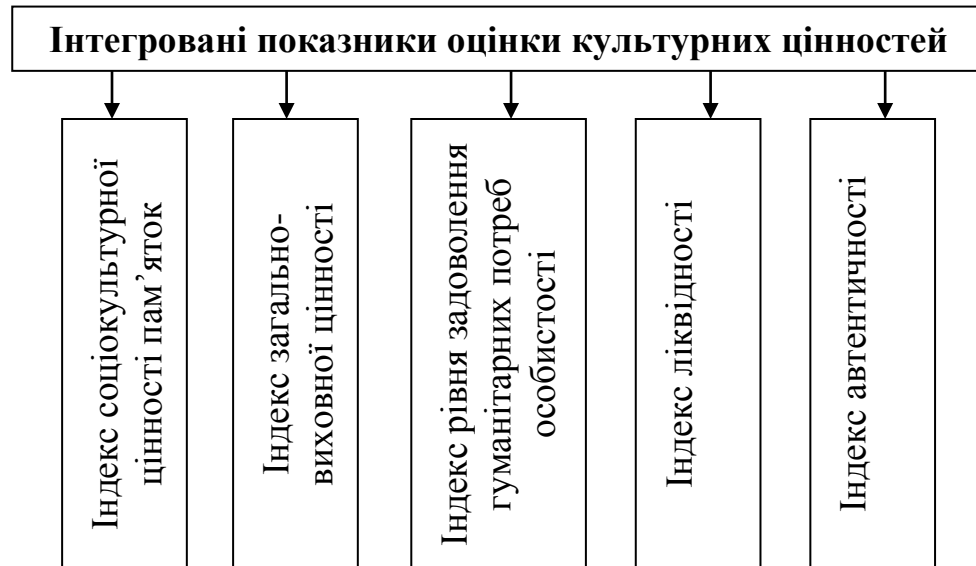 Інтегровані показники оцінки культурних цінностей
Індекс соціокультурної
цінності пам’яток
Індекс загально-
виховної цінності
Індекс рівня задоволення
гуманітарних потреб
особистості
Індекс ліквідності
Індекс автентичності